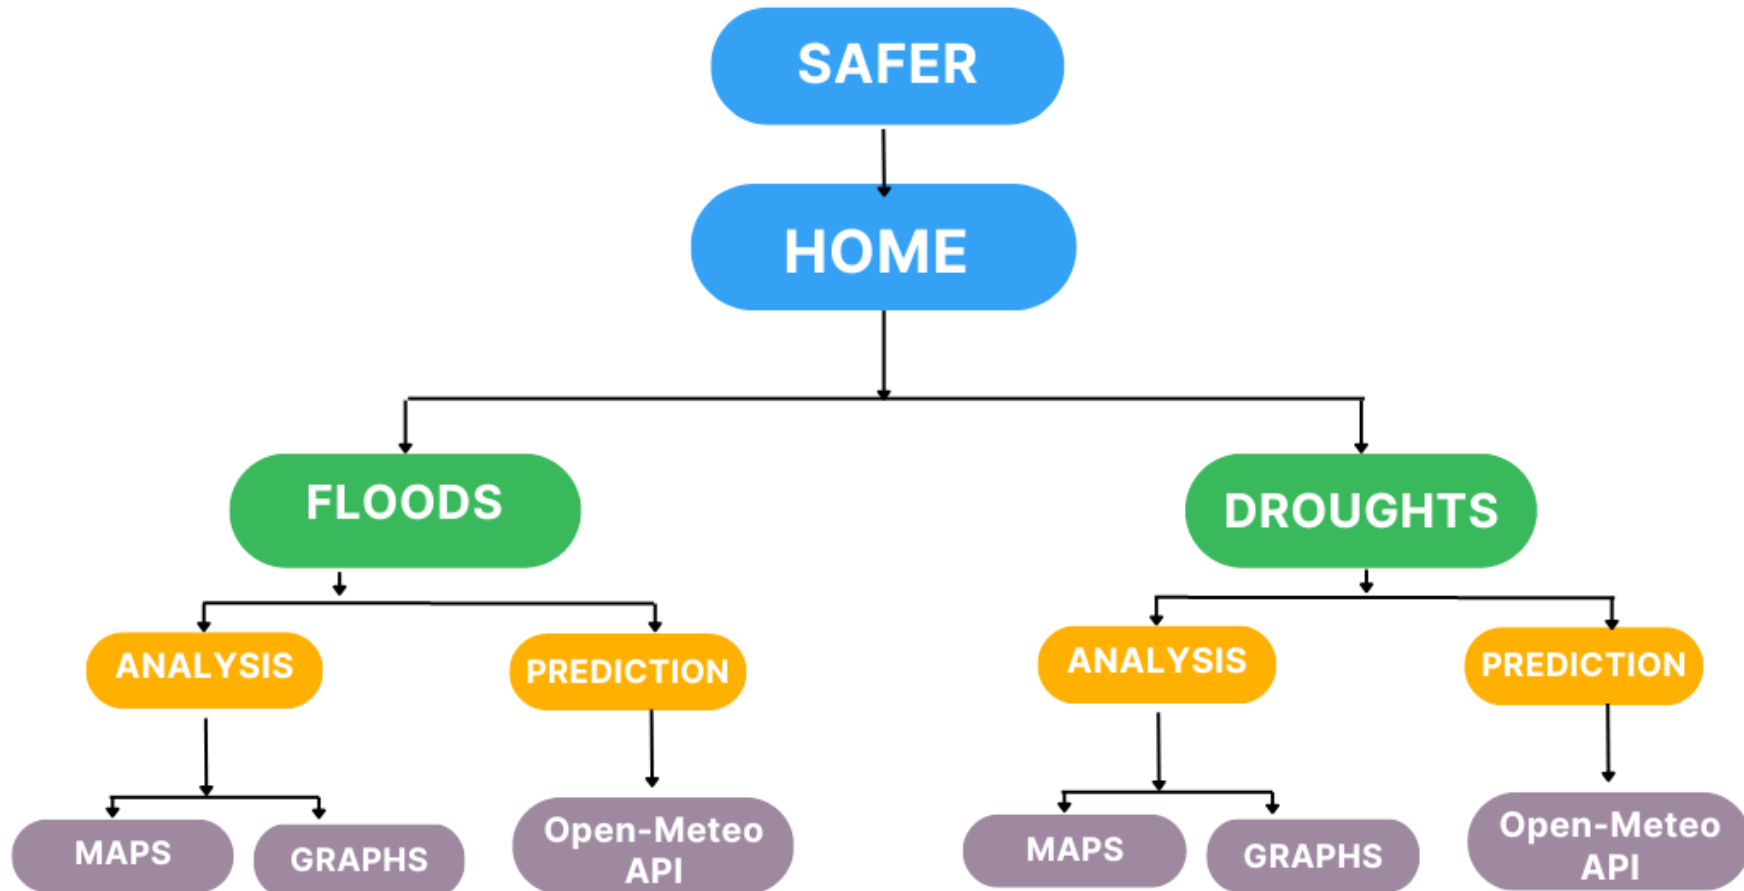 SAFER
HOME
FLOODS
DROUGHTS
ANALYSIS
PREDICTION
ANALYSIS
PREDICTION
MAPS
GRAPHS
Open-Meteo
API
MAPS
GRAPHS
Open-Meteo
API